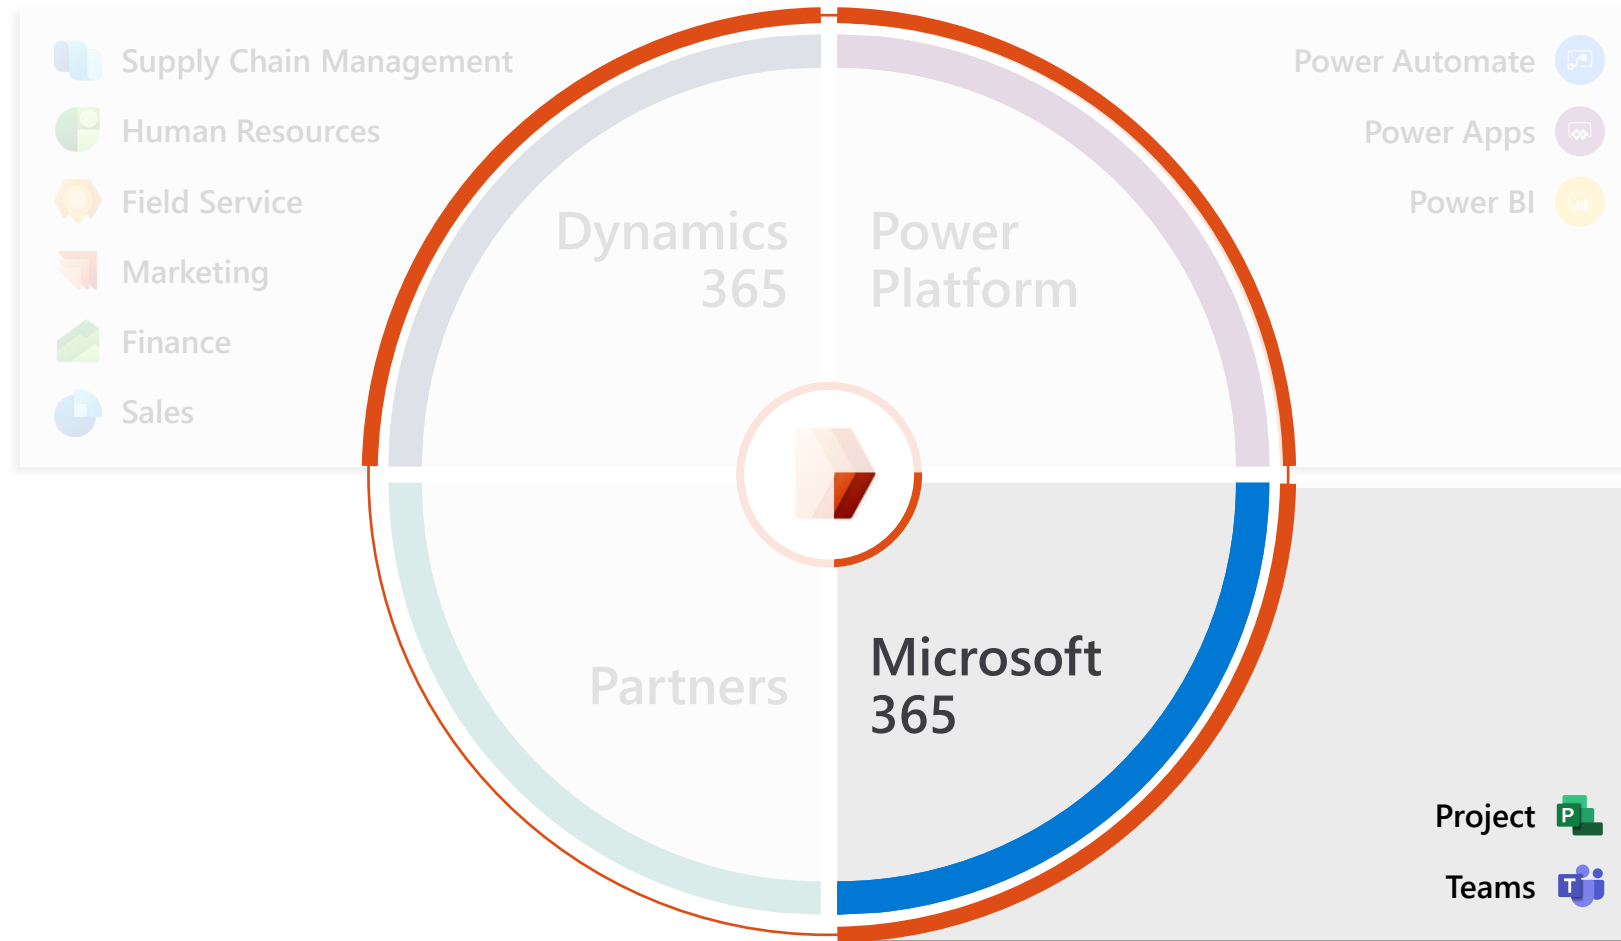 Supply Chain Management
Human Resources
Field Service
Marketing
Finance
Sales
Dynamics
365
Power
Platform
Power Automate
Power Apps
Power BI
Partners
Microsoft
365
Project
P
Teams
T